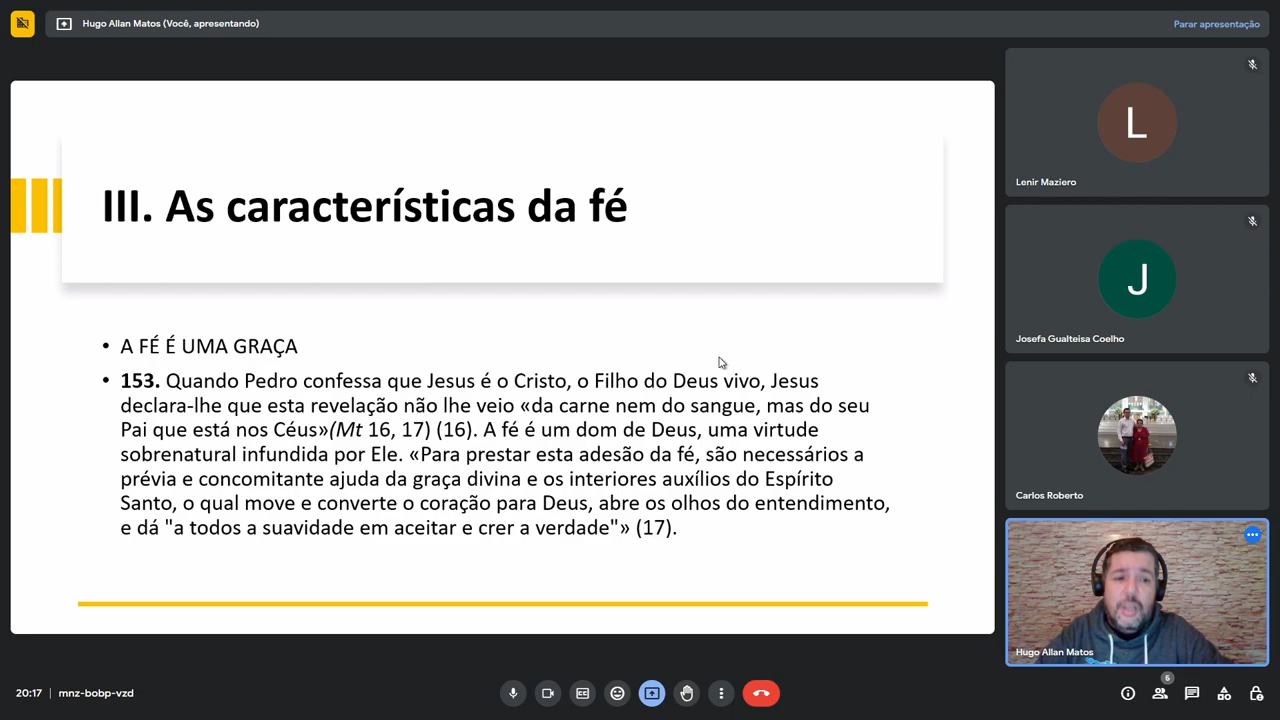 Hugo Allan Matos (Você, apresentando)
Parar apresentação
III. As características da fé
• A FÉ É UMA GRAÇA
• 153. Quando Pedro confessa que Jesus é o Cristo, o Filho do Deus vivo, Jesus
declara-lhe que esta revelação não lhe veio «da carne nem do sangue, mas do seu
Pai que está nos Céus»(Mt 16, 17) (16). A fé é um dom de Deus, uma virtude
sobrenatural infundida por Ele. «Para prestar esta adesão da fé, são necessários a
prévia e concomitante ajuda da graça divina e os interiores auxílios do Espírito
Santo, o qual move e converte o coração para Deus, abre os olhos do entendimento,
e dá "a todos a suavidade em aceitar e crer a verdade"» (17).
L
Lenir Maziero
J
Josefa Gualteisa Coelho
Carlos Roberto
Hugo Allan Matos
20:17 | mnz-bobp-vzd
6